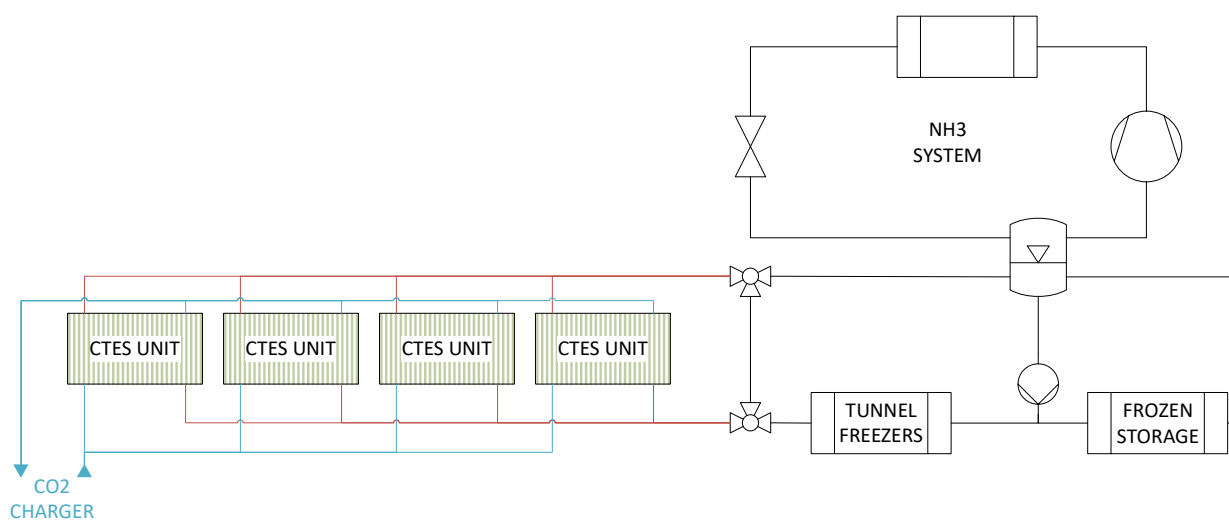 NH3
SYSTEM
CTES UNIT
CTES UNIT
CTES UNIT
CTES UNIT
TUNNEL
FREEZERS
FROZEN
STORAGE
CO2
CHARGER